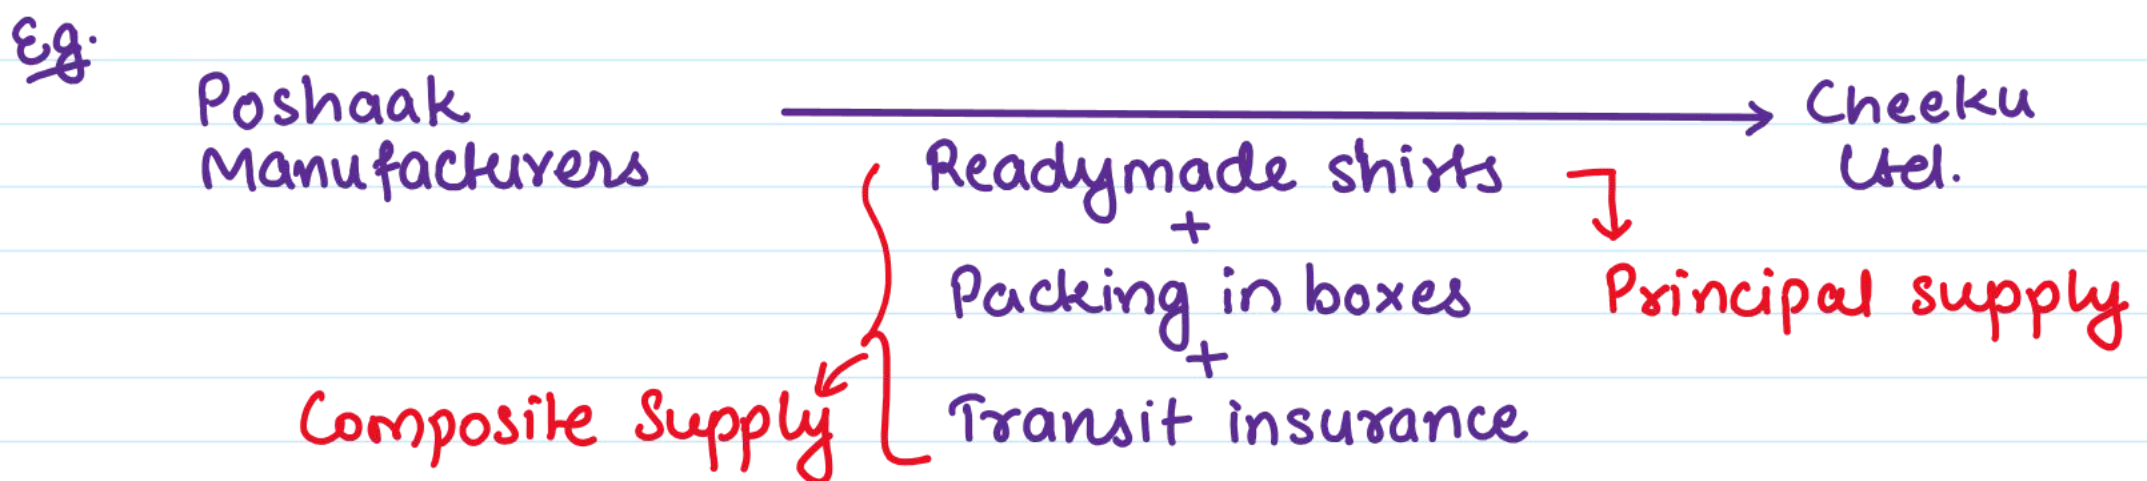 Eg.
Poshaak → Cheeku
Manufacturers Readymade shirts Ltd.
+
Packing in boxes Principal supply
+
Composite Supply Transit insurance